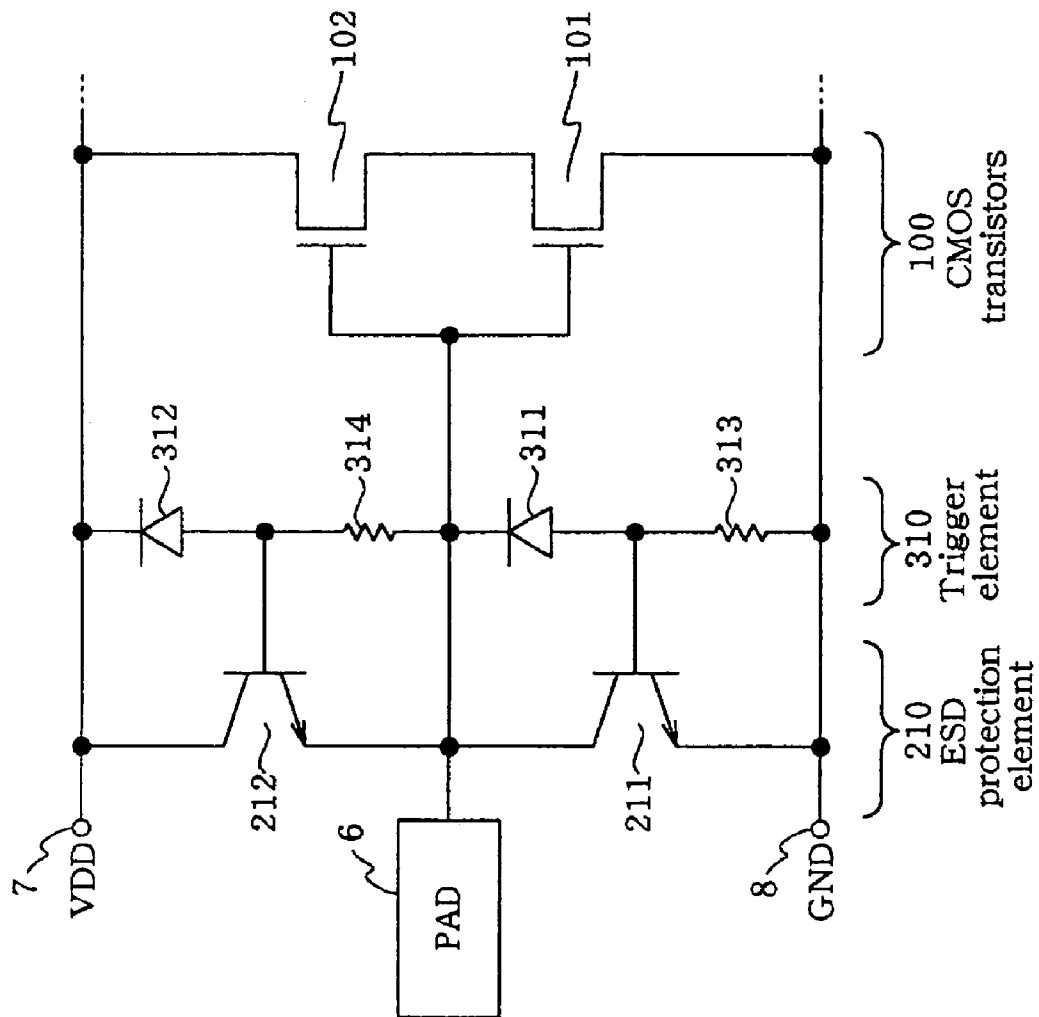 7
VDD
312
102
212
314
6
PAD
311
101
211
313
8
GND
210
ESD
protection
element
310
Trigger
element
100
CMOS
transistors